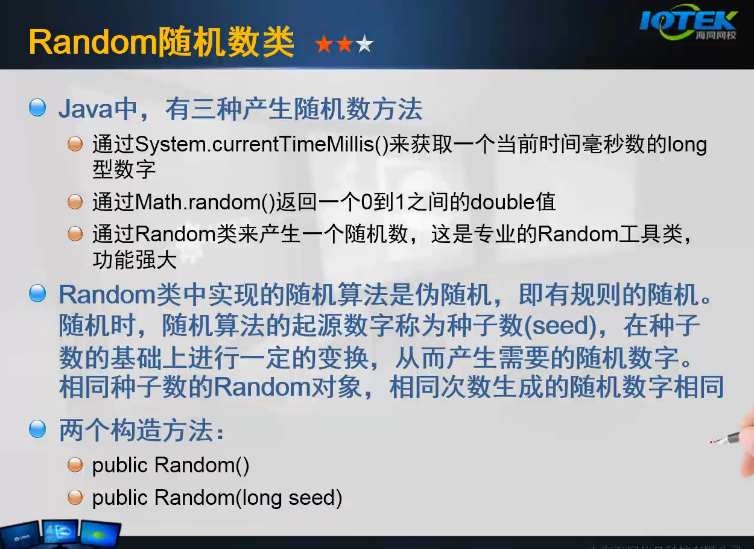 Random随机数类
IOTEK
海同网校
Java中，有三种产生随机数方法
通过System.currentTimeMillis()来获取一个当前时间毫秒数的long
型数字
通过Math.random()返回一个0到1之间的double值
通过Random类来产生一个随机数，这是专业的Random工具类，
功能强大
Random类中实现的随机算法是伪随机，即有规则的随机。
随机时，随机算法的起源数字称为种子数(seed)，在种子
数的基础上进行一定的变换，从而产生需要的随机数字。
相同种子数的Random对象，相同次数生成的随机数字相同
两个构造方法：
public Random()
public Random(long seed)